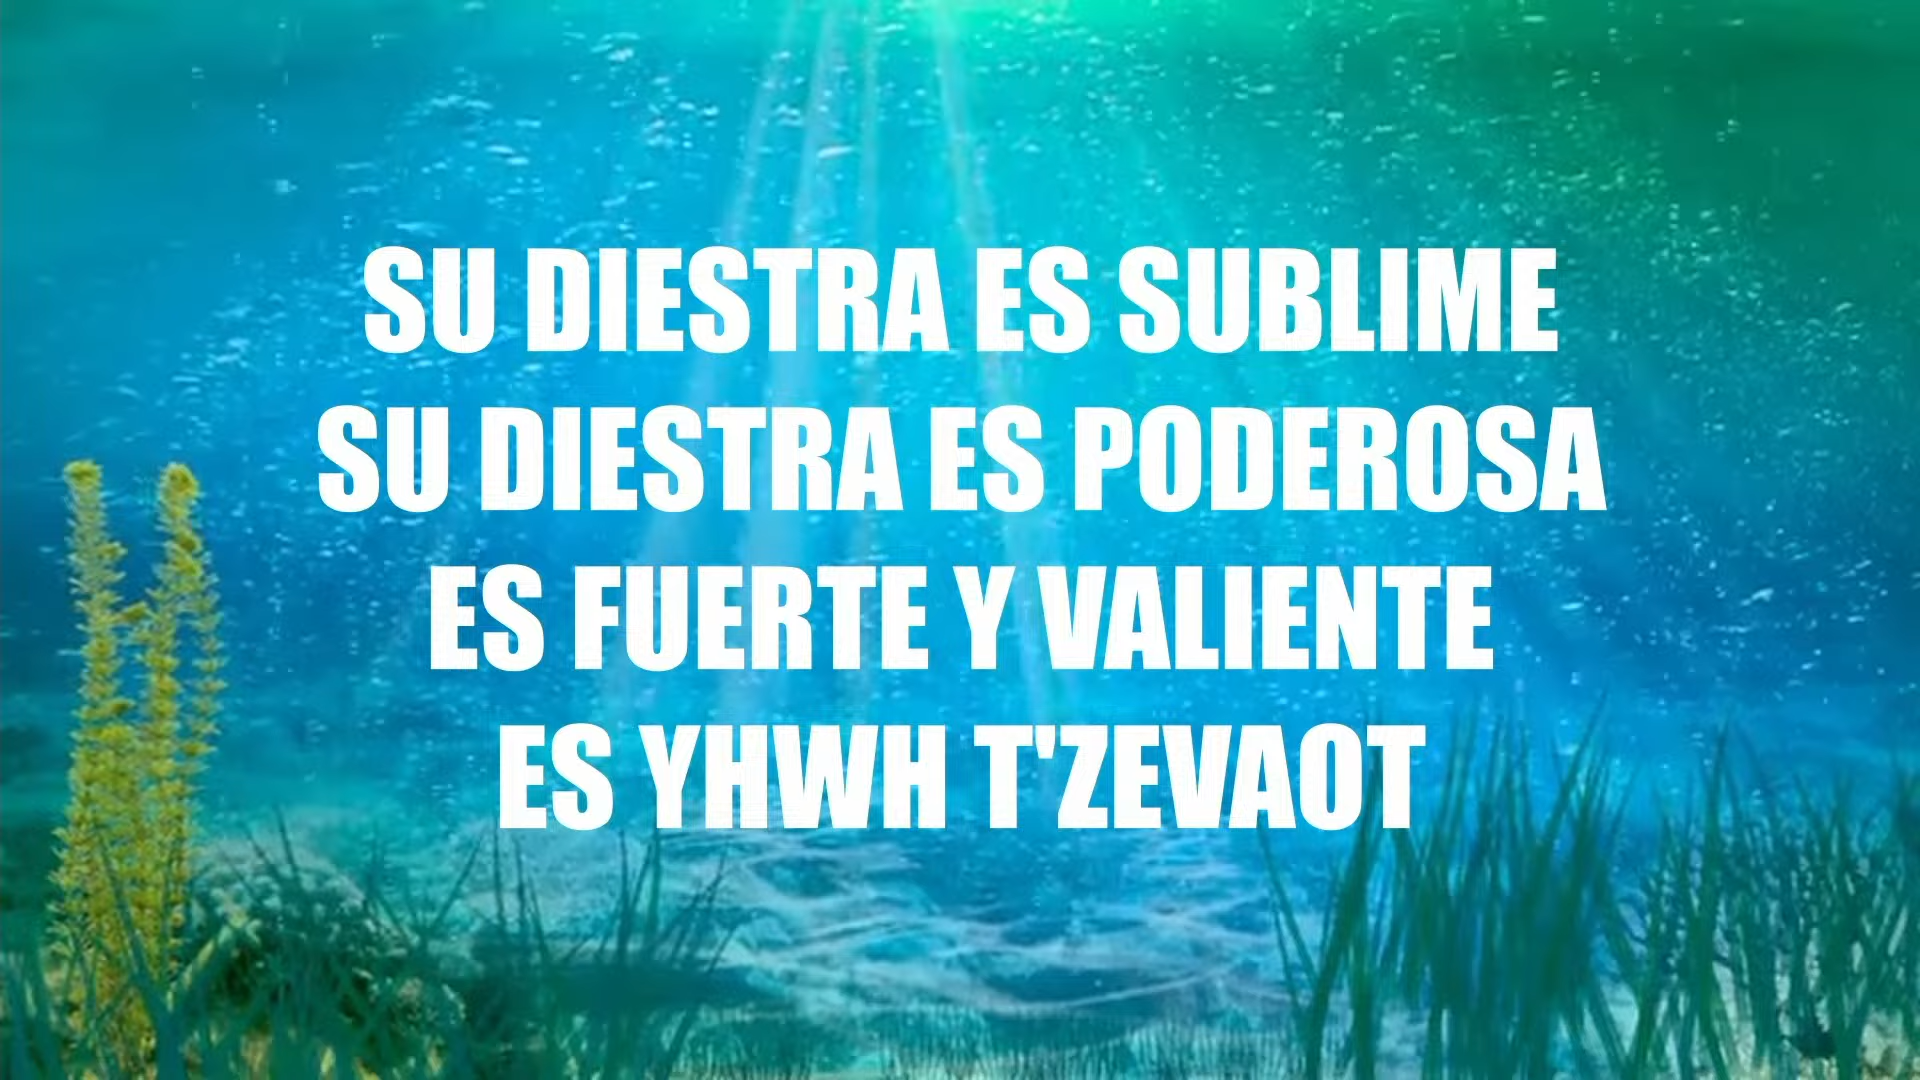 SU DIESTRA ES SUBLIME
SU DIESTRA ES PODEROSA
ES FUERTE Y VALIENTE
ES YHWH T'ZEVAOT